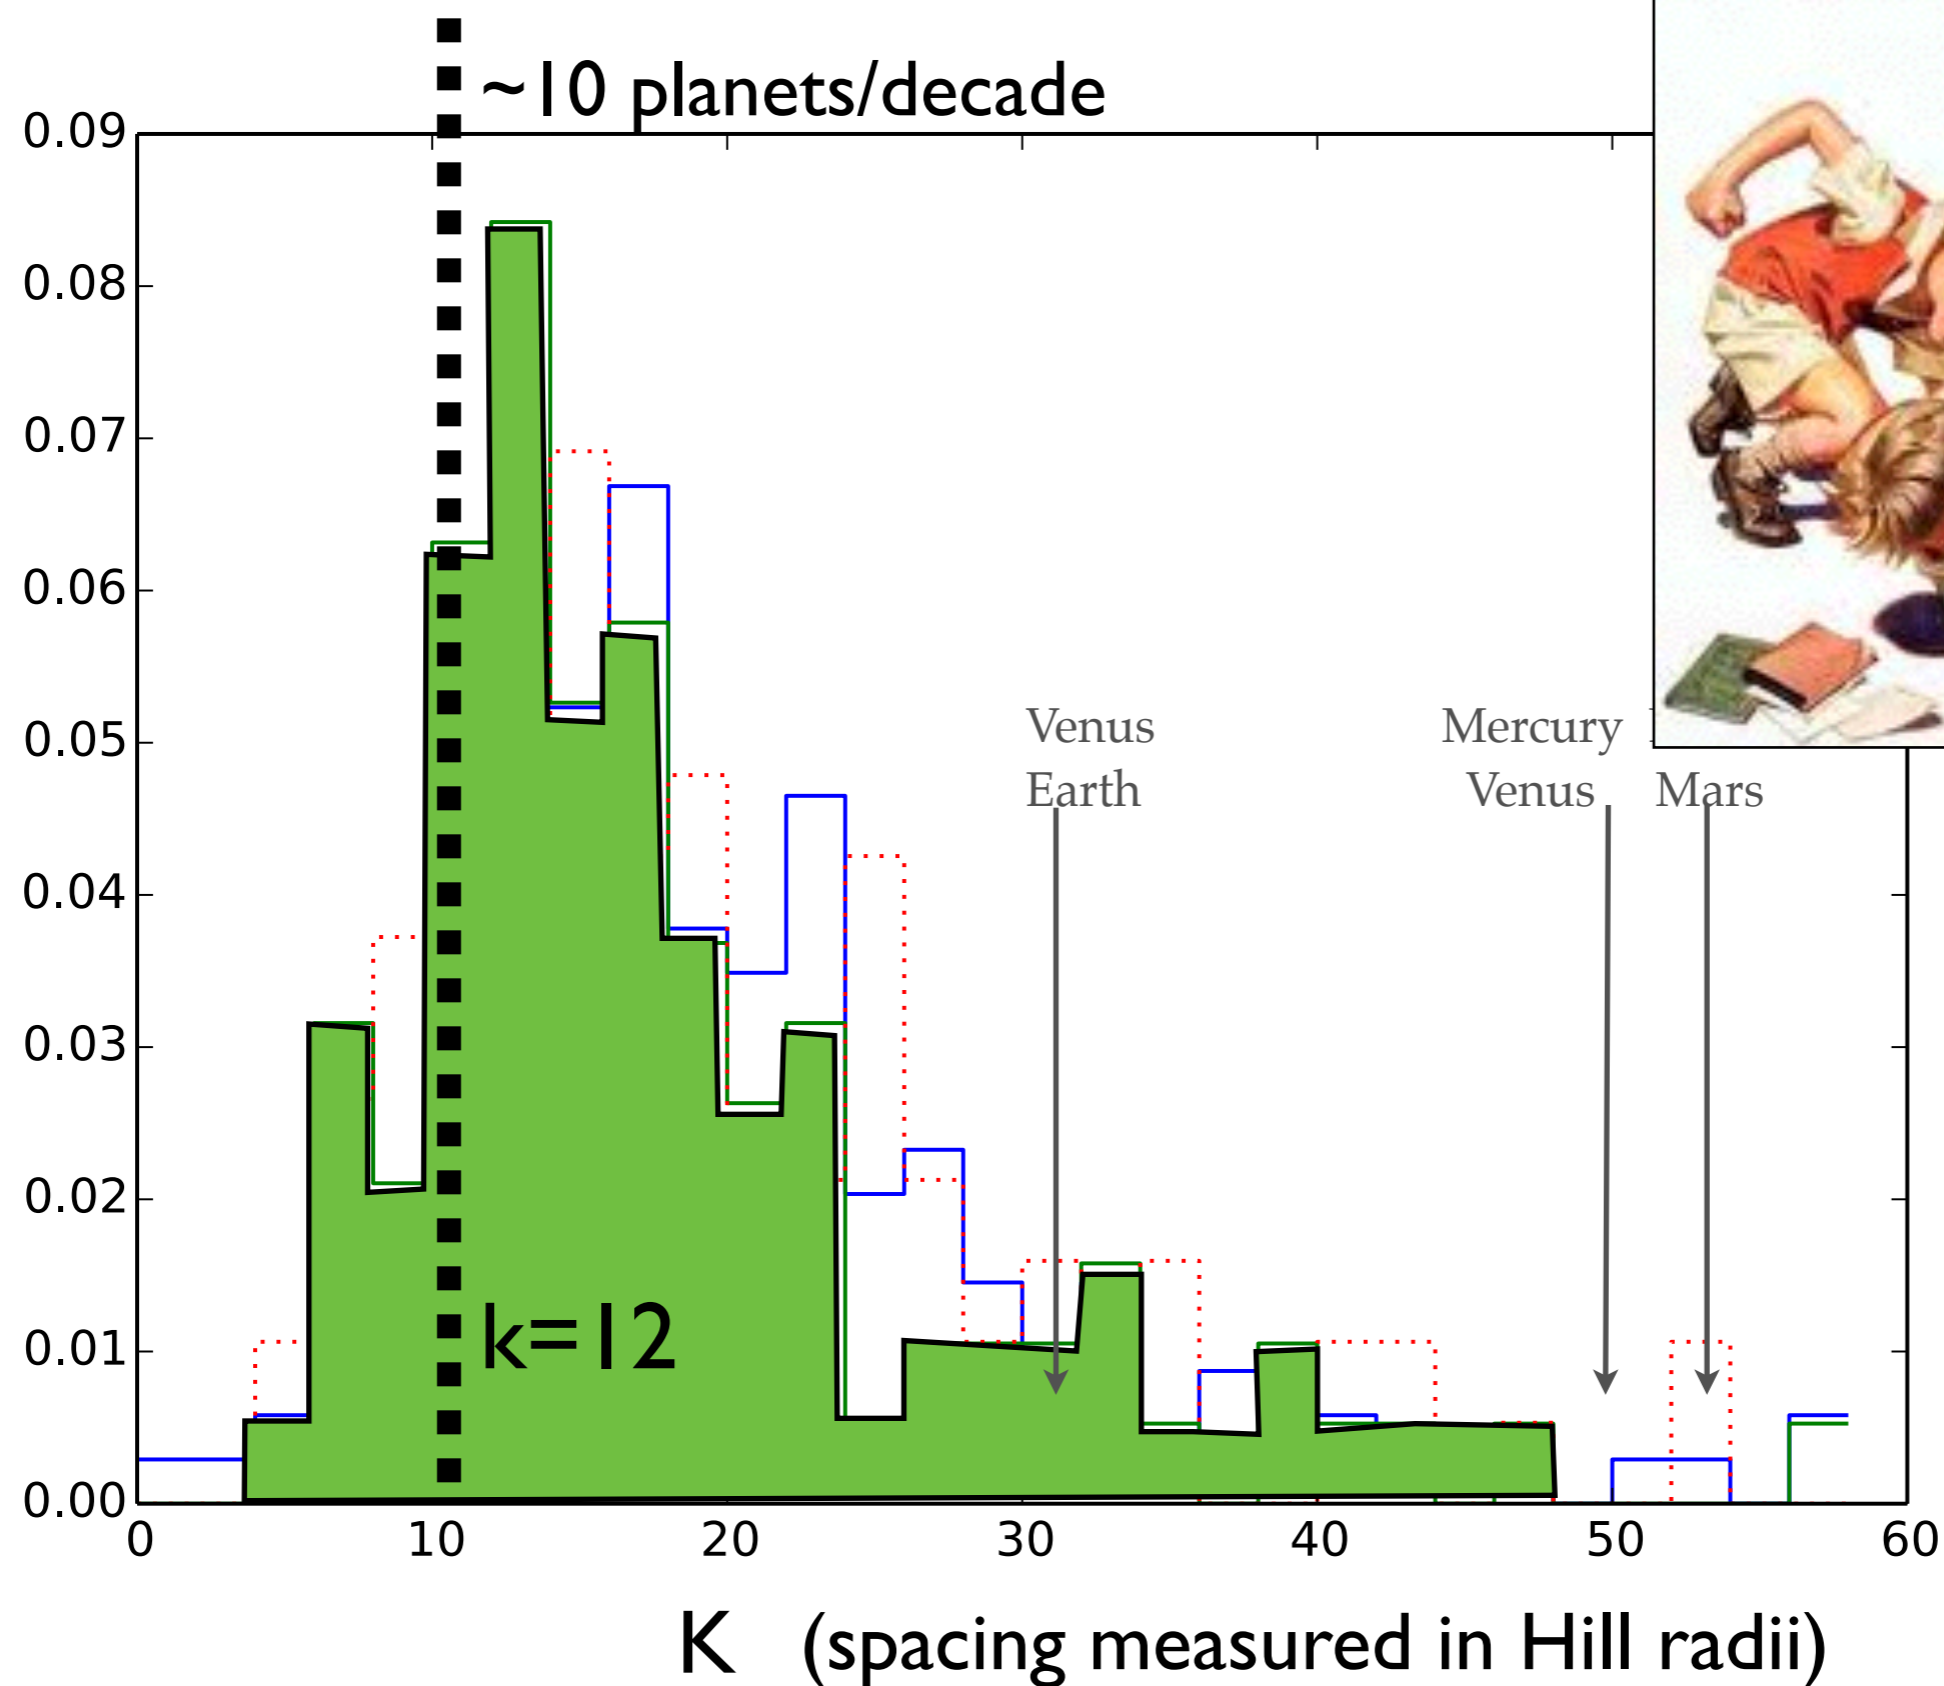 ~10 planets/decade
0.09
0.08
0.07
0.06
0.05
0.04
0.03
0.02
0.01
0.00
Venus
Earth
Mercury
Venus
Mars
k=12
0 10 20 30 40 50 60
K (spacing measured in Hill radii)